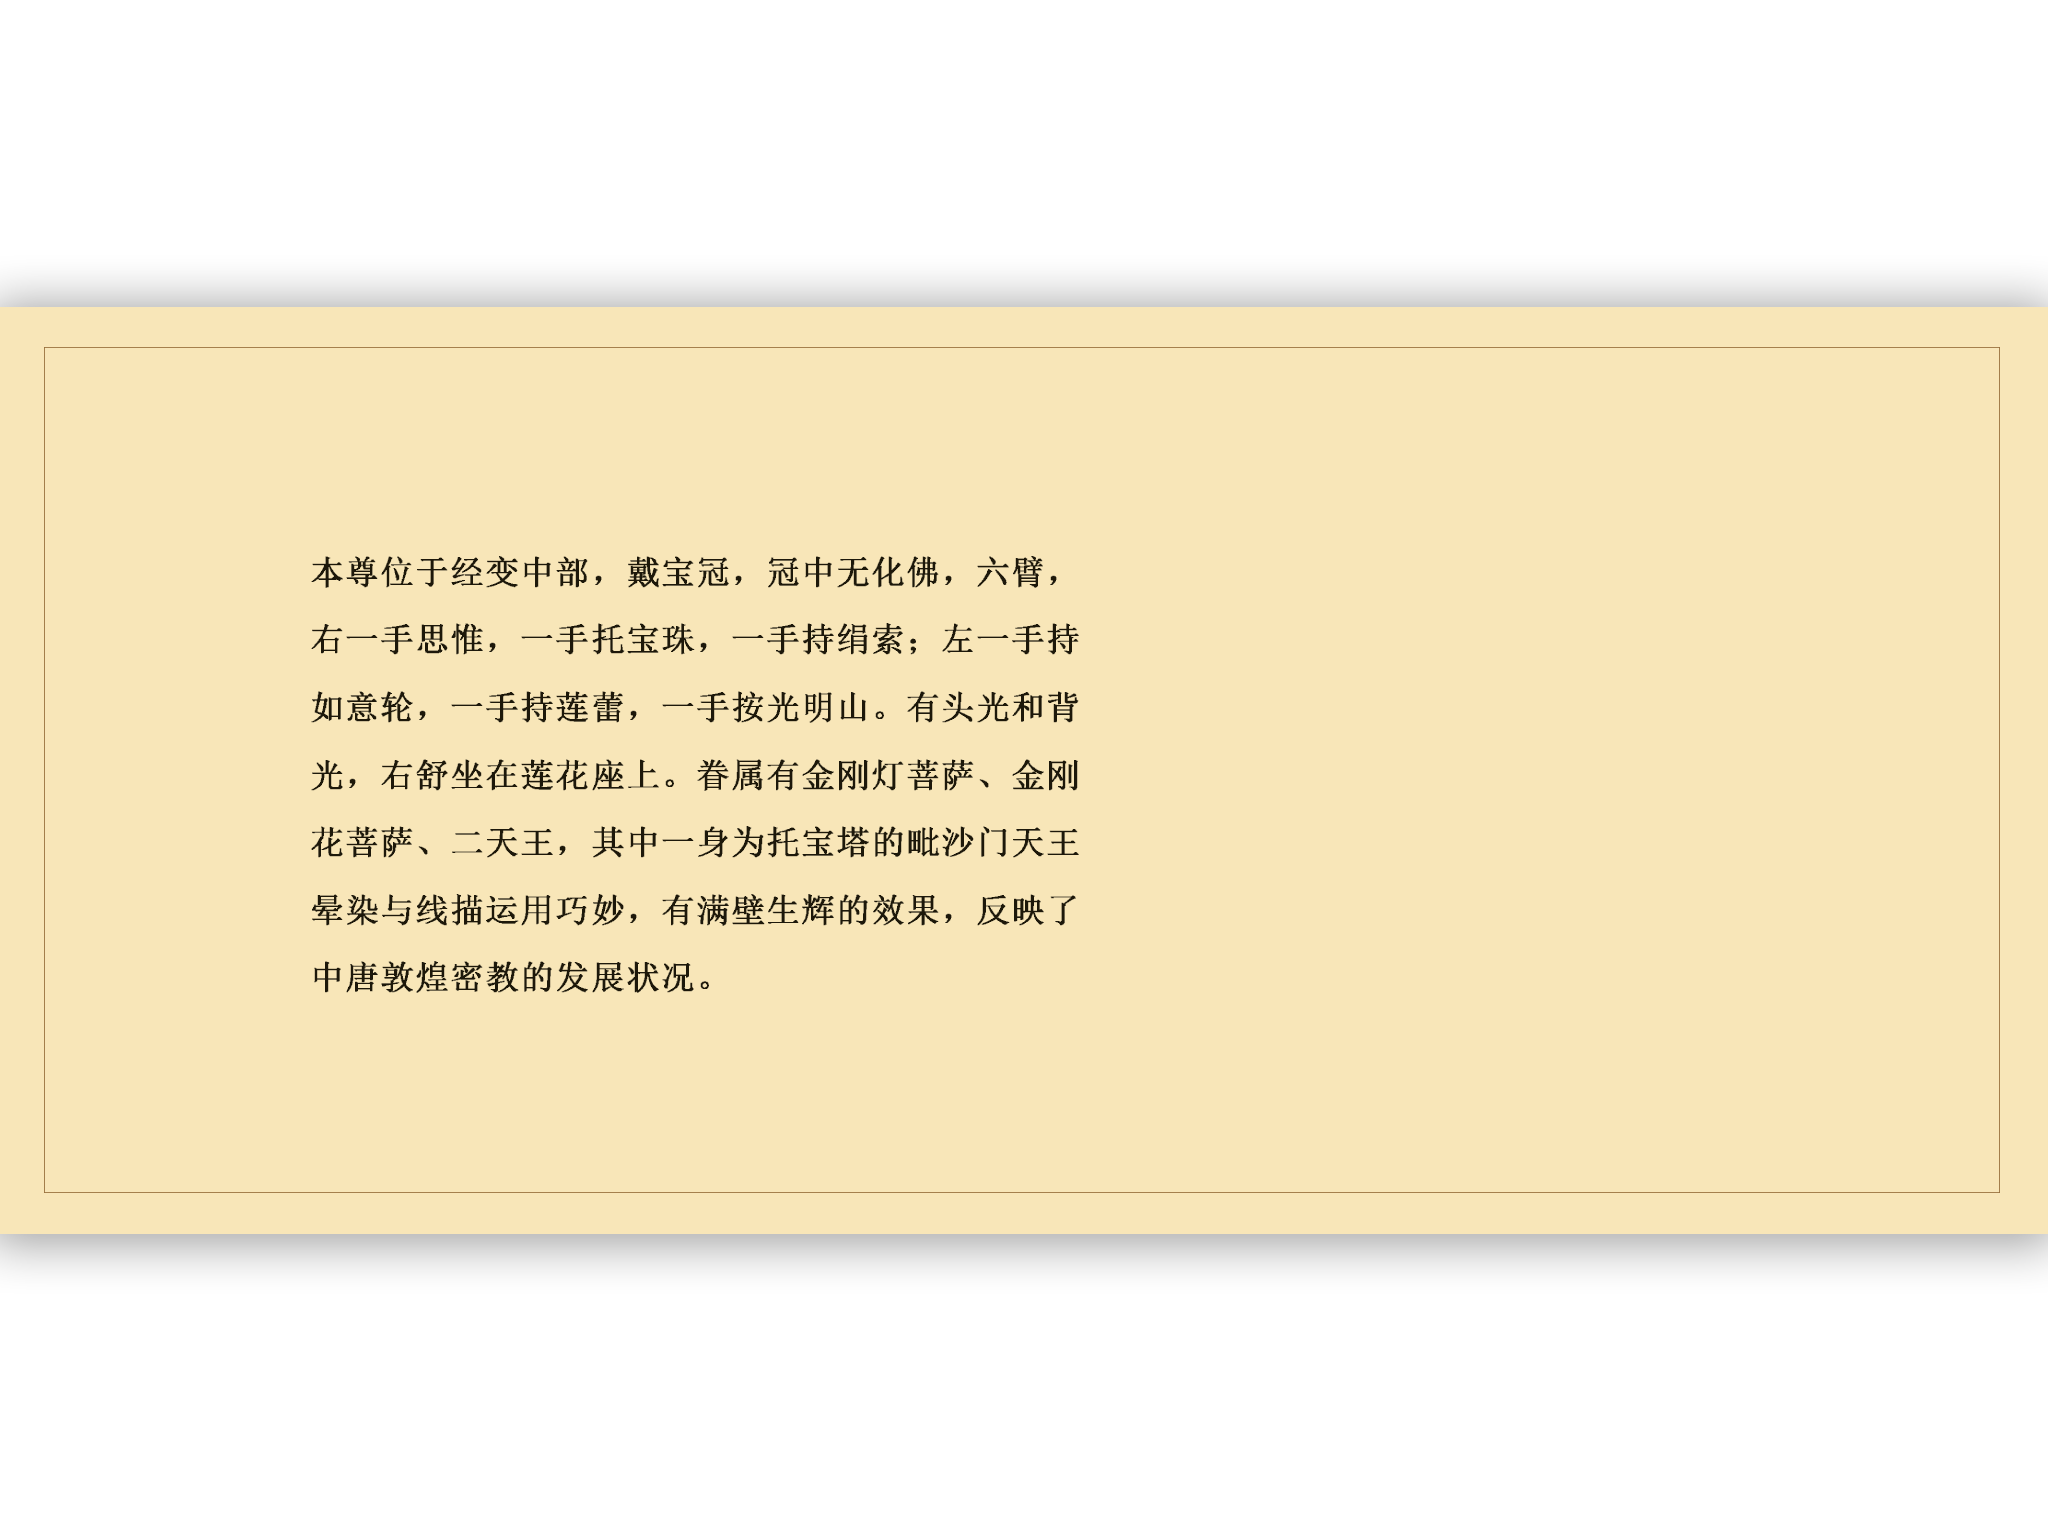 本尊位于经变中部，戴宝冠，冠中无化佛，六臂，
右一手思惟，一手托宝珠，一手持绢索；左一手持
如意轮，一手持莲蕾，一手按光明山。有头光和背
光，右舒坐在莲花座上。眷属有金刚灯菩萨、金刚
花菩萨、二天王，其中一身为托宝塔的毗沙门天王
晕染与线描运用巧妙，有满壁生辉的效果，反映了
中唐敦煌密教的发展状况。